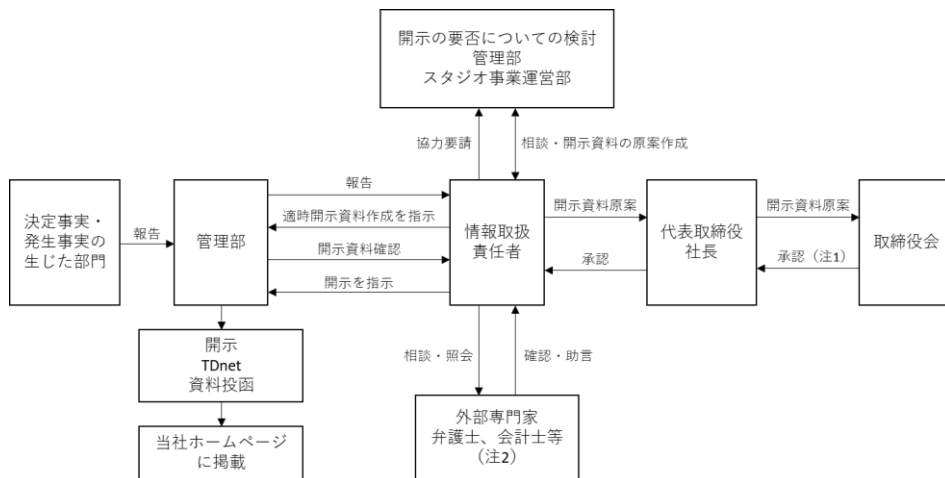 開示の要否についての検討
管理部
スタジオ事業運営部
協力要請
相談・開示資料の原案作成
決定事実・
発生事実の
生じた部門
報告
管理部
報告
適時開示資料作成を指示
開示資料確認
開示を指示
情報取扱
責任者
開示資料原案
承認
代表取締役
社長
開示資料原案
承認（注1）
取締役会
開示
TDnet
資料投函
当社ホームページ
に掲載
相談・照会
確認・助言
外部専門家
弁護士、会計士等
（注2）